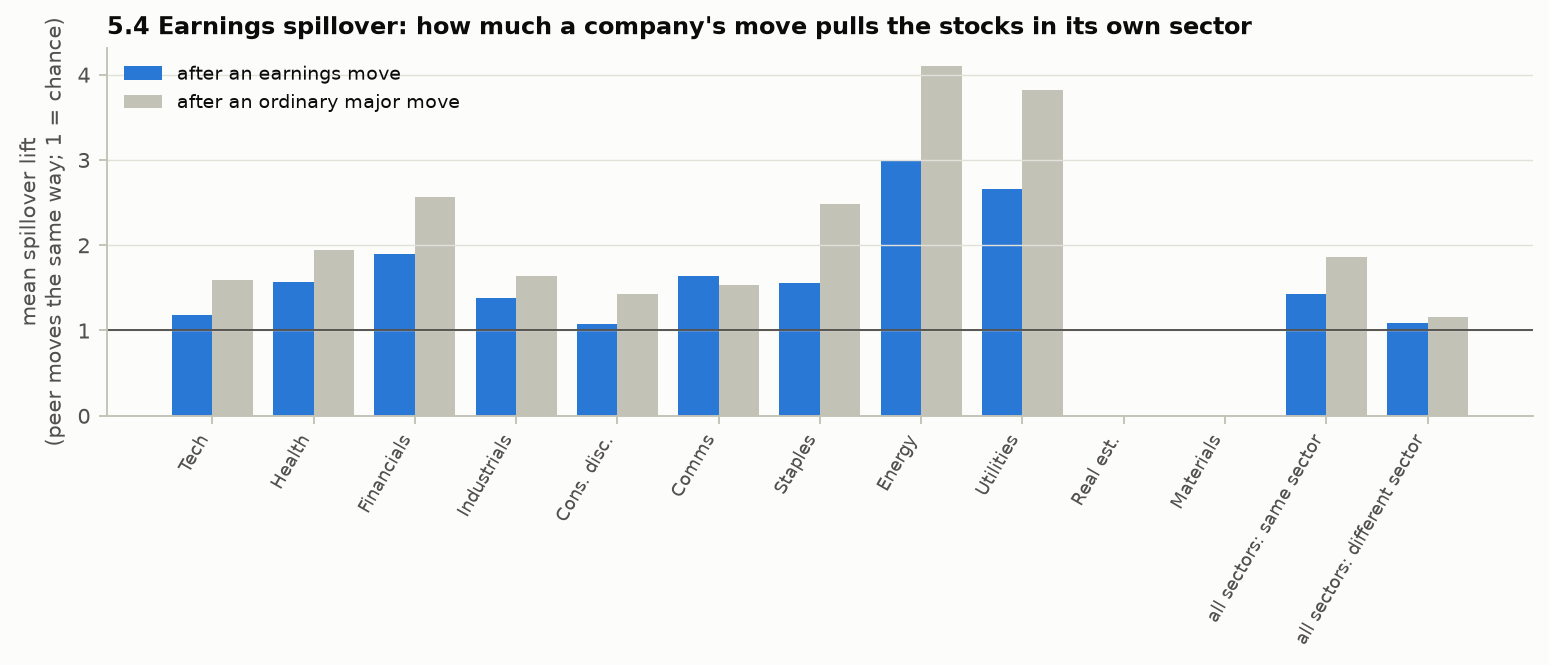 5.4 Earnings spillover: how much a company's move pulls the stocks in its own sector
mean spillover lift
(peer moves the same way; 1 = chance)
after an earnings move
after an ordinary major move
4
3
2
1
0
Tech
Health
Financials
Industrials
Cons. disc.
Comms
Staples
Energy
Utilities
Real est.
Materials
all sectors: same sector
all sectors: different sector